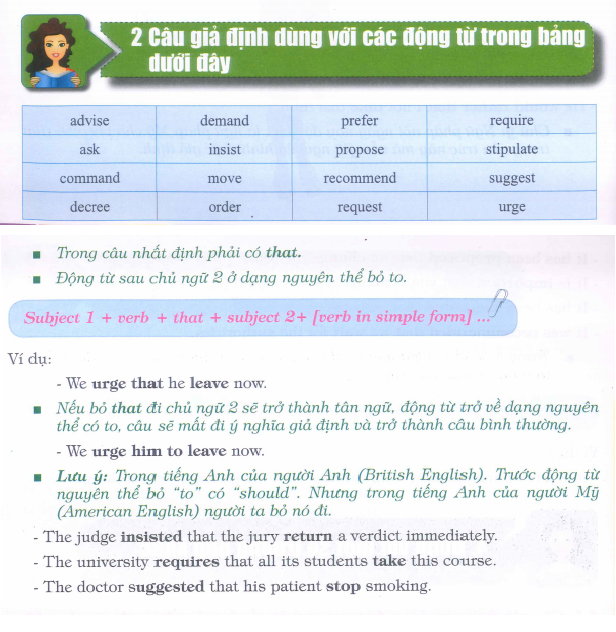 2 Câu giả định dùng với các động từ trong bảng
dưới đây
advise demand prefer require
ask insist propose stipulate
command move recommend suggest
decree order request urge
Trong câu nhất định phải có that.
Động từ sau chủ ngữ 2 ở dạng nguyên thể bỏ to.
Subject 1 + verb + that + subject 2+ [verb in simple form] ...
Ví dụ:
- We urge that he leave now.
Nếu bỏ that đi chủ ngữ 2 sẽ trở thành tân ngữ, động từ trở về dạng nguyên
thể có to, câu sẽ mất đi ý nghĩa giả định và trở thành câu bình thường.
- We urge him to leave now.
Lưu ý: Trong tiếng Anh của người Anh (British English). Trước động từ
nguyên thể bỏ "to" có "should". Nhưng trong tiếng Anh của người Mỹ
(American English) người ta bỏ nó đi.
- The judge insisted that the jury return a verdict immediately.
- The university requires that all its students take this course.
- The doctor suggested that his patient stop smoking.